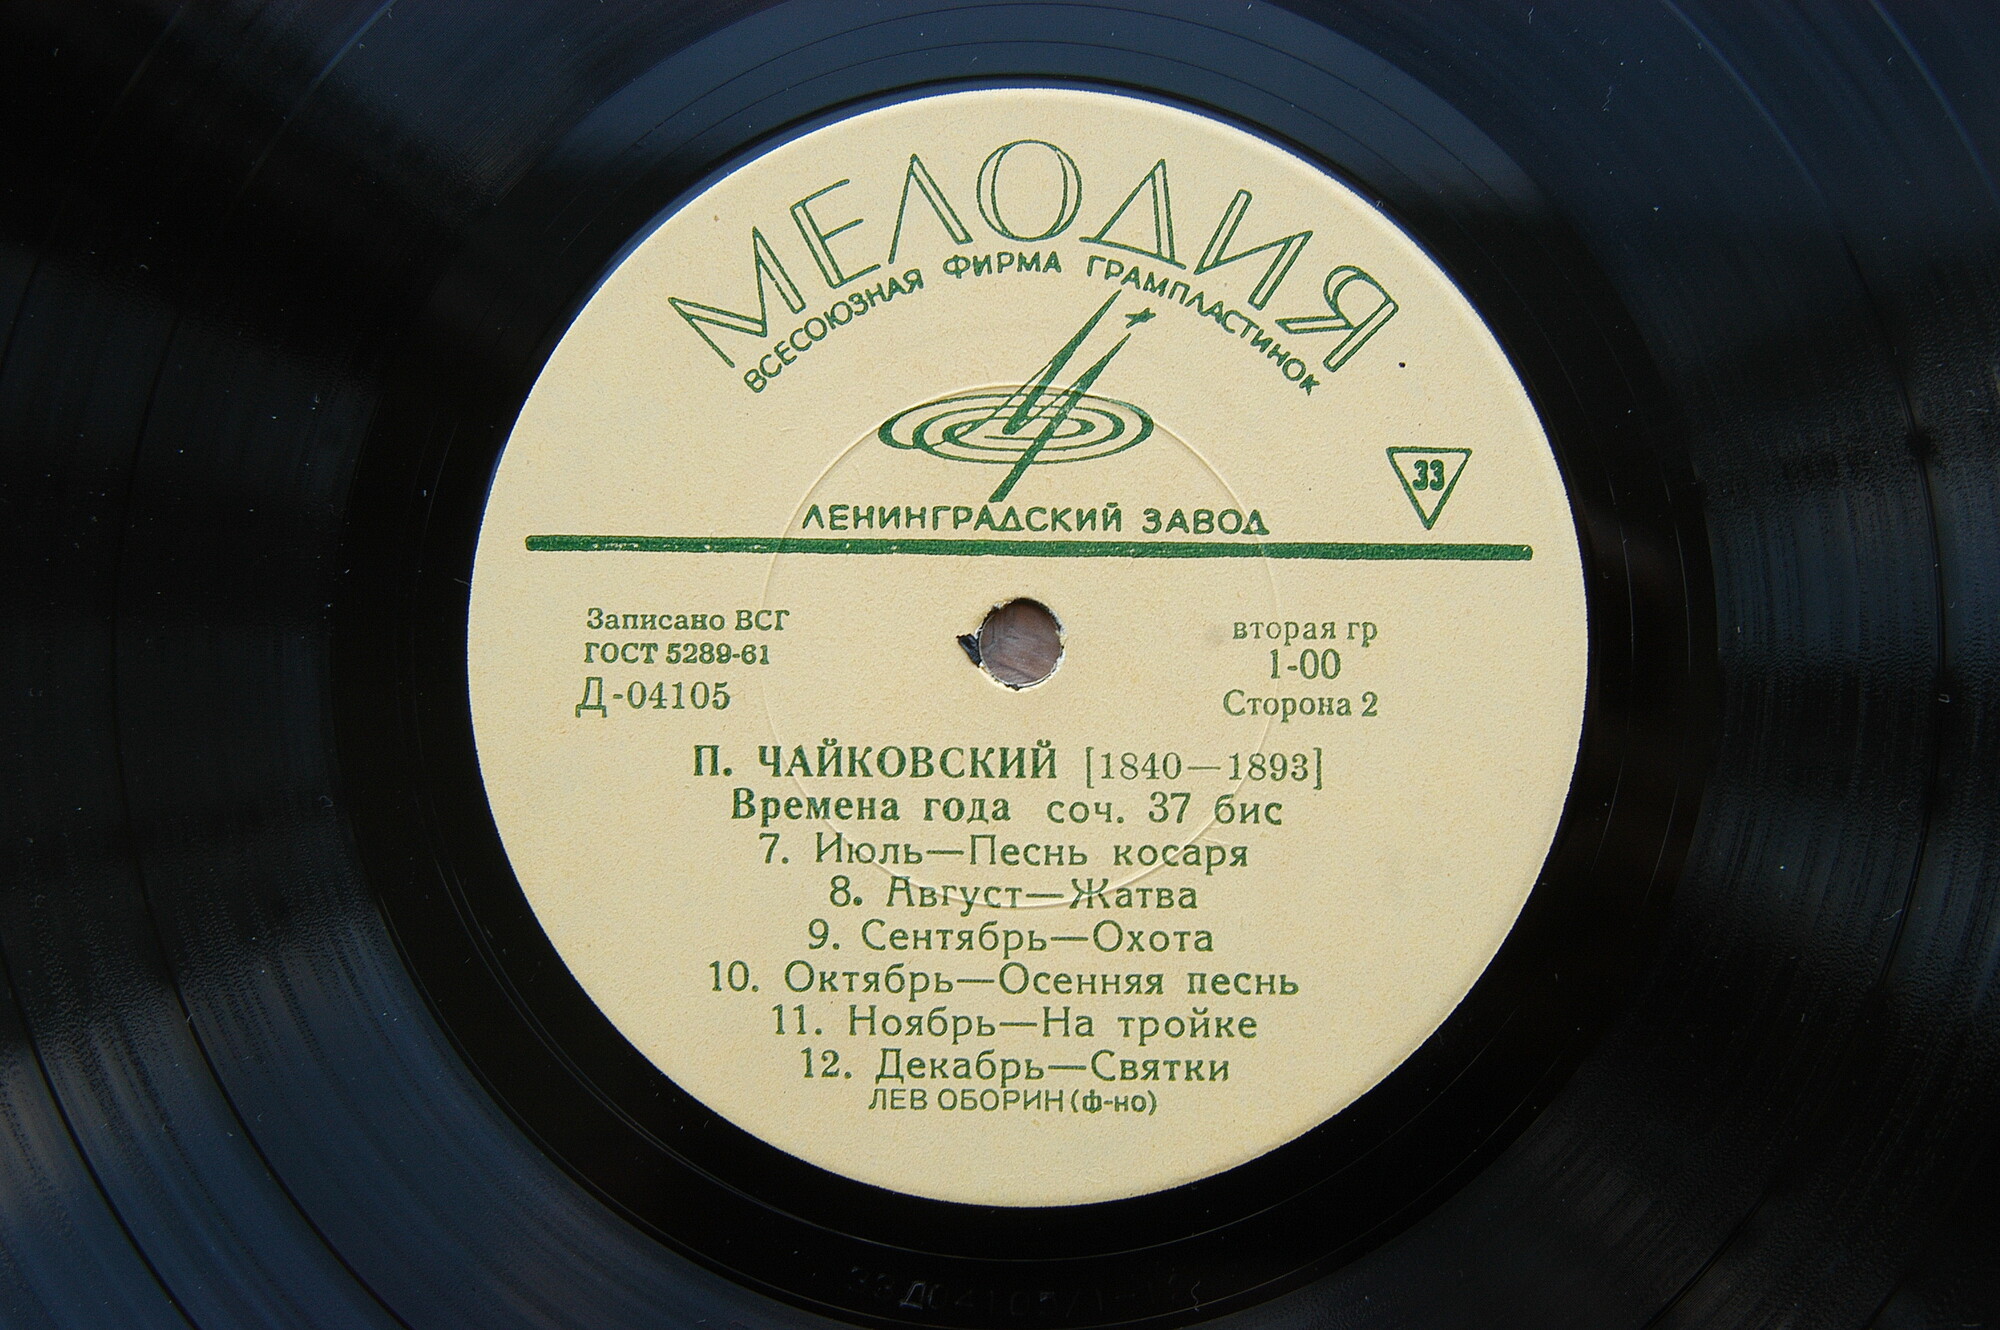 МЕЛОДИЯ
ВСЕСОЮЗНАЯ ФИРМА ГРАМПЛАСТИНОК
33
ЛЕНИНГРАДСКИЙ ЗАВОД
Записано ВСГ
ГОСТ 5289-61
Д-04105
вторая гр
1-00
Сторона 2
П. ЧАЙКОВСКИЙ [1840—1893]
Времена года соч. 37 бис
7. Июль—Песнь косаря
8. Август—Жатва
9. Сентябрь—Охота
10. Октябрь—Осенняя песнь
11. Ноябрь—На тройке
12. Декабрь—Святки
ЛЕВ ОБОРИН (ф-но)